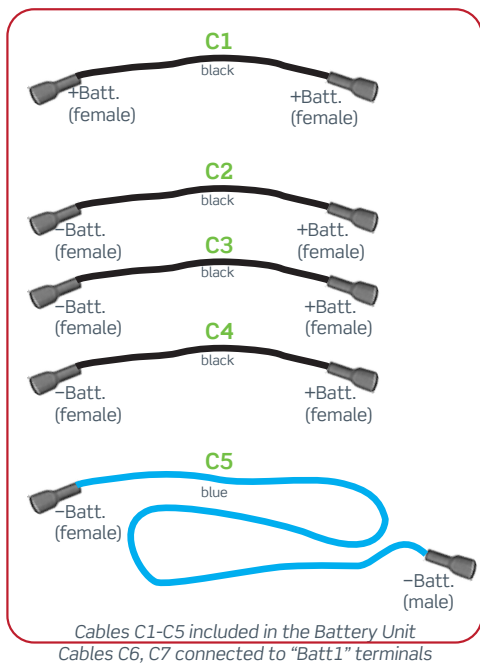 C1
black
+Batt. +Batt.
(female) (female)
C2
black
–Batt. +Batt.
(female) (female)
C3
black
–Batt. +Batt.
(female) (female)
C4
black
–Batt. +Batt.
(female) (female)
C5
blue
–Batt.
(female)
–Batt.
(male)
Cables C1-C5 included in the Battery Unit
Cables C6, C7 connected to “Batt1” terminals